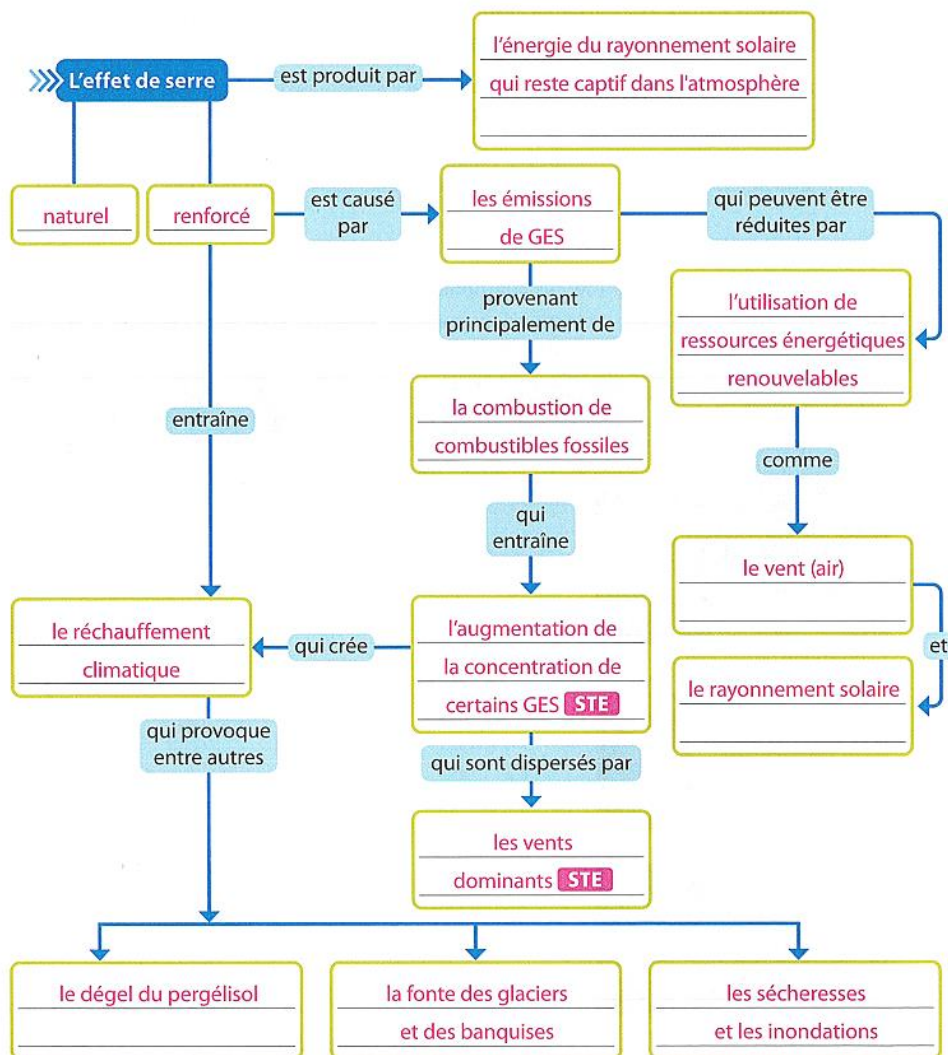 L'effet de serre
est produit par
l'énergie du rayonnement solaire
qui reste captif dans l'atmosphère
naturel
renforcé
est causé
par
les émissions
de GES
qui peuvent être
réduites par
provenant
principalement de
l'utilisation de
ressources énergétiques
renouvelables
entraîne
la combustion de
combustibles fossiles
comme
qui
entraîne
le vent (air)
le réchauffement
climatique
qui crée
l'augmentation de
la concentration de
certains GES STE
et
le rayonnement solaire
qui provoque
entre autres
qui sont dispersés par
les vents
dominants STE
le dégel du pergélisol
la fonte des glaciers
et des banquises
les sécheresses
et les inondations